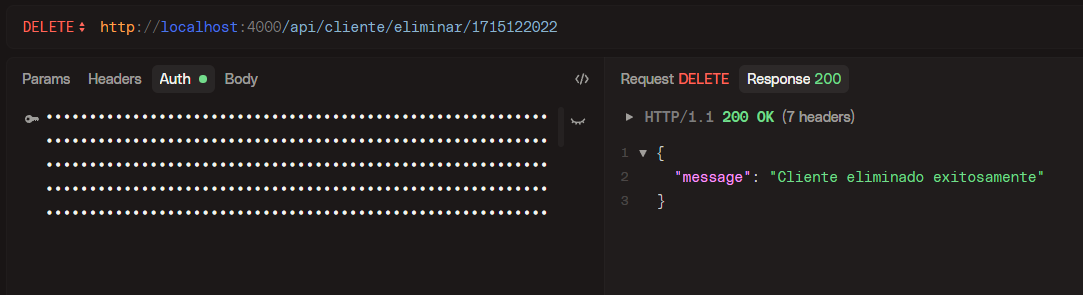 DELETE http://localhost:4000/api/cliente/eliminar/1715122022
Params Headers Auth Body </>
Request DELETE Response 200
HTTP/1.1 200 OK (7 headers)
1 {
2 "message": "Cliente eliminado exitosamente"
3 }